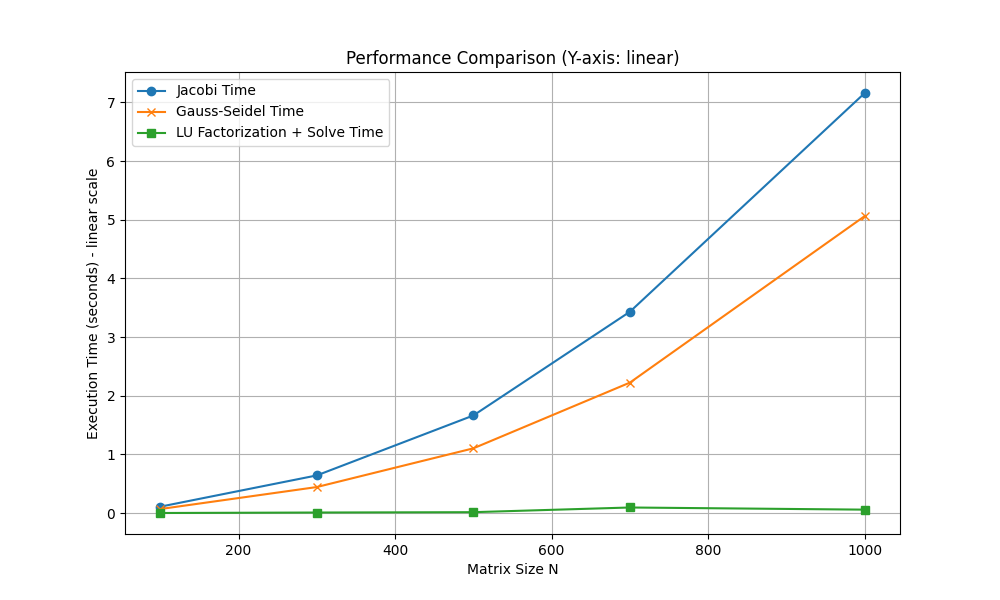 Performance Comparison (Y-axis: linear)
Jacobi Time
Gauss-Seidel Time
LU Factorization + Solve Time
Execution Time (seconds) - linear scale
7
6
5
4
3
2
1
0
200 400 600 800 1000
Matrix Size N